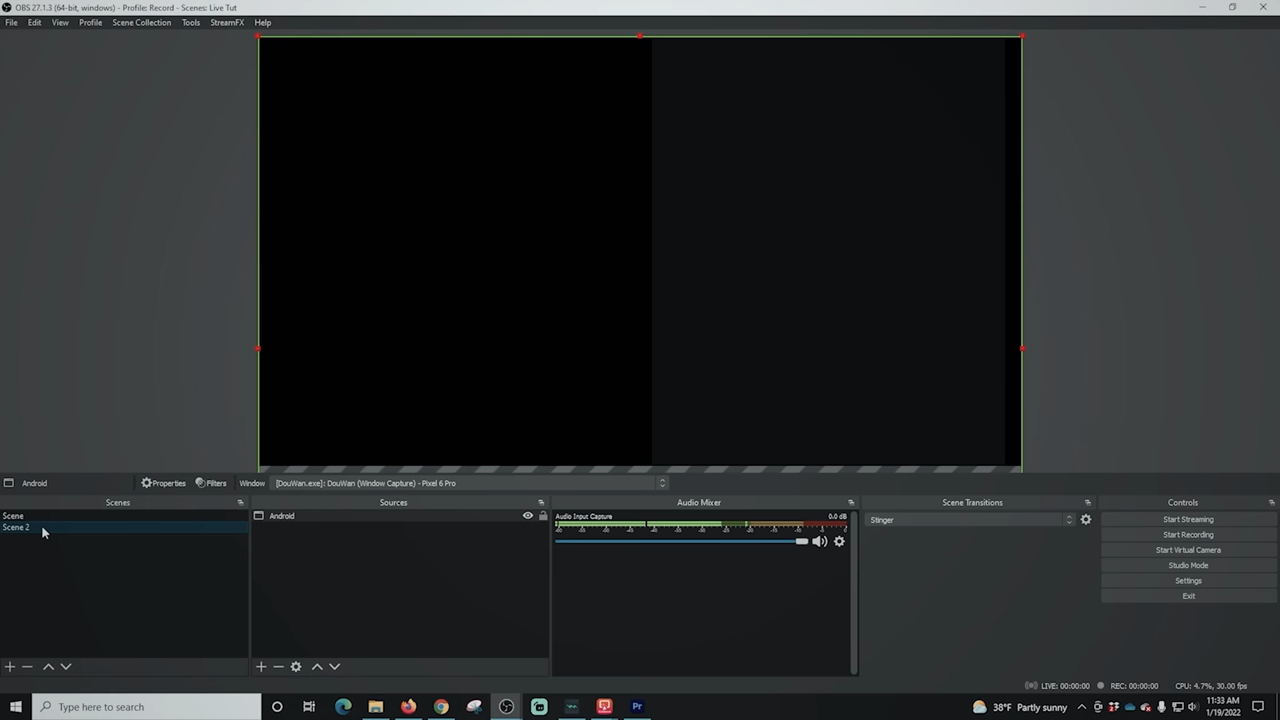 OBS 27.1.3 (64-bit, windows) - Profile: Record - Scenes: Live Tut
File Edit View Profile Scene Collection Tools StreamFX Help
Android Properties Filters Window [DouWan.exe]: DouWan (Window Capture) - Pixel 6 Pro
Scenes Sources Audio Mixer Scene Transitions Controls
Scene
Scene 2
Android
Audio Input Capture 0.0 dB
Stinger
Start Streaming
Start Recording
Start Virtual Camera
Studio Mode
Settings
Exit
LIVE: 00:00:00 REC: 00:00:00 CPU: 4.7%, 30.00 fps
Type here to search
Pr
38°F Partly sunny
11:33 AM
1/19/2022